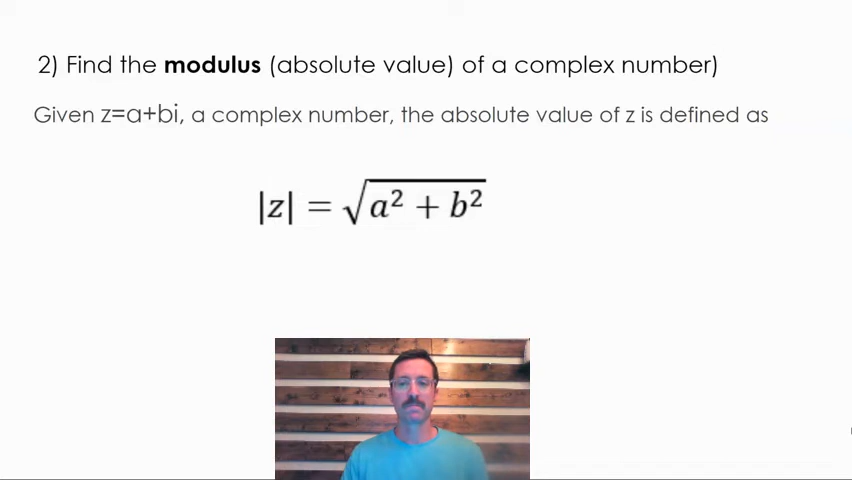 2) Find the modulus (absolute value) of a complex number)
Given z=a+bi, a complex number, the absolute value of z is defined as
|z| = √a² + b²